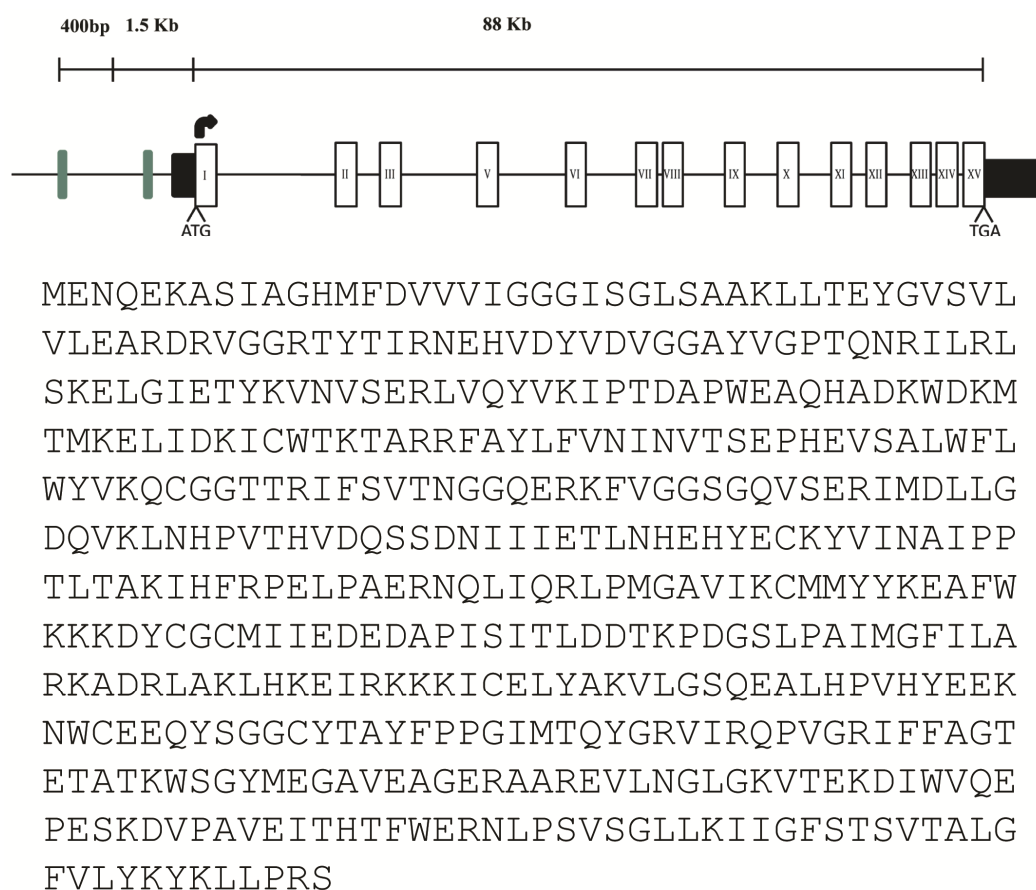 400bp 1.5 Kb 88 Kb
I II III V VI VII VIII IX X XI XII XIII XIV XV
ATG TGA
MENQEKASIAGHMFDVVVIGGGISGLSAAKLLTEYGVSVL
VLEARDRVGGRTYTIRNEHVDYVDVGGAYVGPTQNRILRL
SKELGIETYKVNVSERLVQYVKIPTDAPWEAQHADKWDKM
TMKELIDKICWTKTARRFAYLFVNINVTSEPHEVSALWFL
WYVKQCGGTTRIFSVTNGGQERKFVGGSGQVSERIMDLLG
DQVKLNHPVTHVDQSSDNIIIETLNHEHYECKYVINAIPP
TLTAKIHFRPELPAERNQLIQRLPMGAVIKCMMYYKEAFW
KKKDYCGCMIIEDEDAPISITLDDTKPDGSLPAIMGFILA
RKADRLAKLHKEIRKKKICELYAKVLGSQEALHPVHYEEK
NWCEEQYSGGCYTAYFPPGIMTQYGRVIRQPVGRIFFAGT
ETATKWSGYMEGAVEAGERAAREVLNGLGKVTEKDIWVQE
PESKDVPAVEITHTFWERNLPSVSGLLKIIGFSTSVTALG
FVLYKYKLLPRS